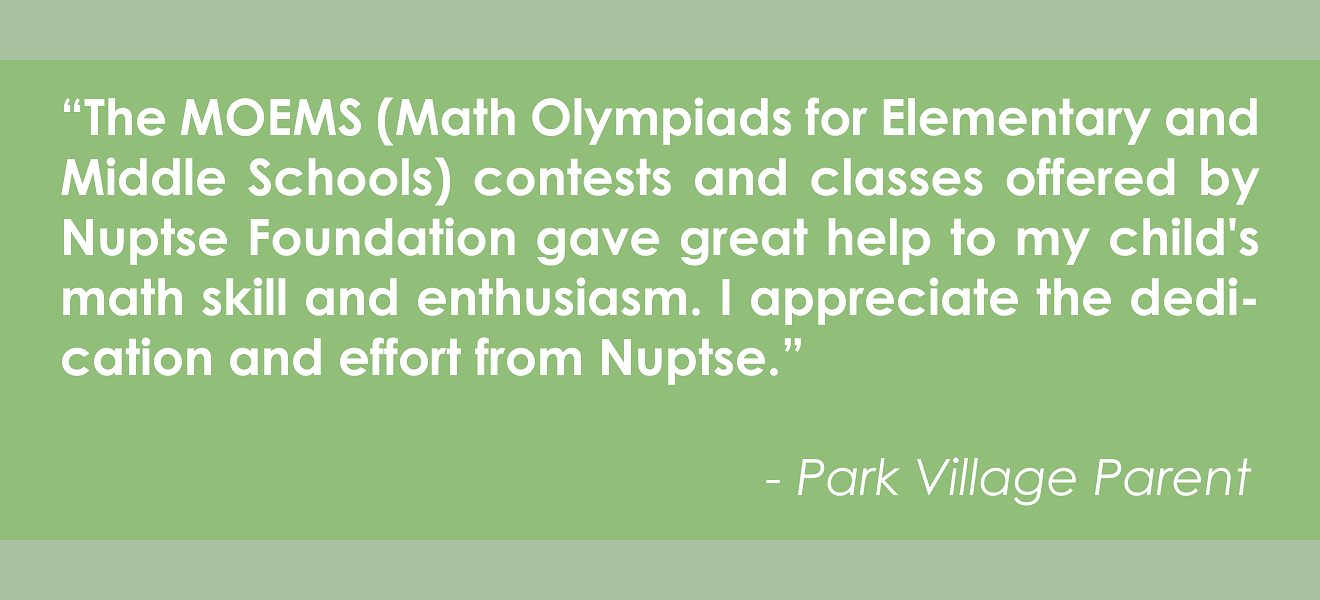 “The MOEMS (Math Olympiads for Elementary and
Middle Schools) contests and classes offered by
Nuptse Foundation gave great help to my child's
math skill and enthusiasm. I appreciate the dedi-
cation and effort from Nuptse.”
- Park Village Parent